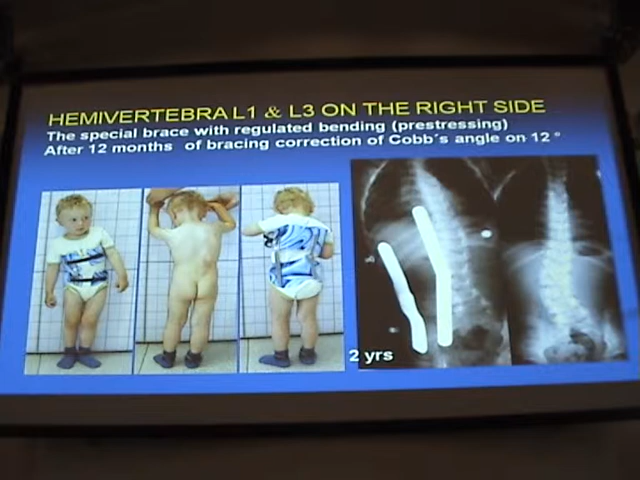 HEMIVERTEBRA L1 & L3 ON THE RIGHT SIDE
The special brace with regulated bending (prestressing)
After 12 months of bracing correction of Cobb´s angle on 12 °
2 yrs